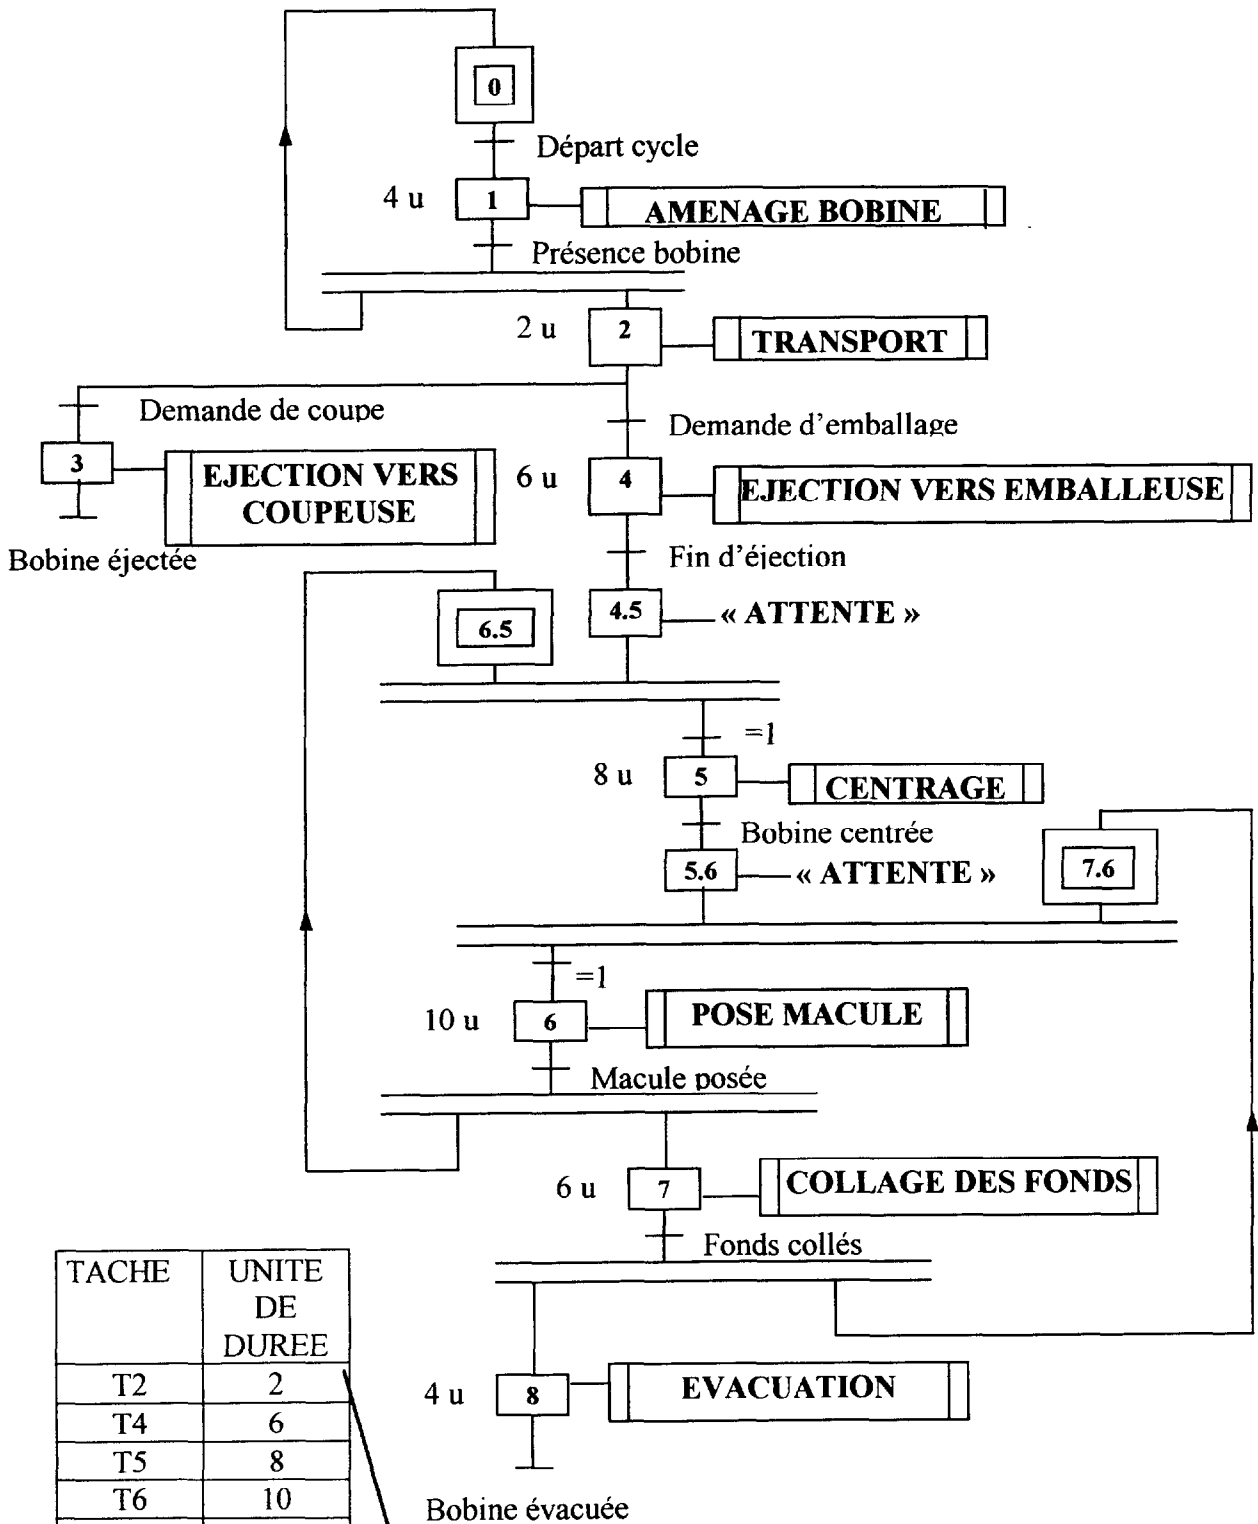 0
Départ cycle
4 u
1
AMENAGE BOBINE
Présence bobine
2 u
2
TRANSPORT
Demande de coupe
Demande d'emballage
3
EJECTION VERS
COUPEUSE
6 u
4
EJECTION VERS EMBALLEUSE
Bobine éjectée
Fin d'éjection
6.5
4.5
« ATTENTE »
=1
8 u
5
CENTRAGE
Bobine centrée
5.6
« ATTENTE »
7.6
=1
10 u
6
POSE MACULE
Macule posée
6 u
7
COLLAGE DES FONDS
Fonds collés
TACHE
UNITE
DE
DUREE
T2 2
T4 6
T5 8
T6 10
4 u
8
EVACUATION
Bobine évacuée